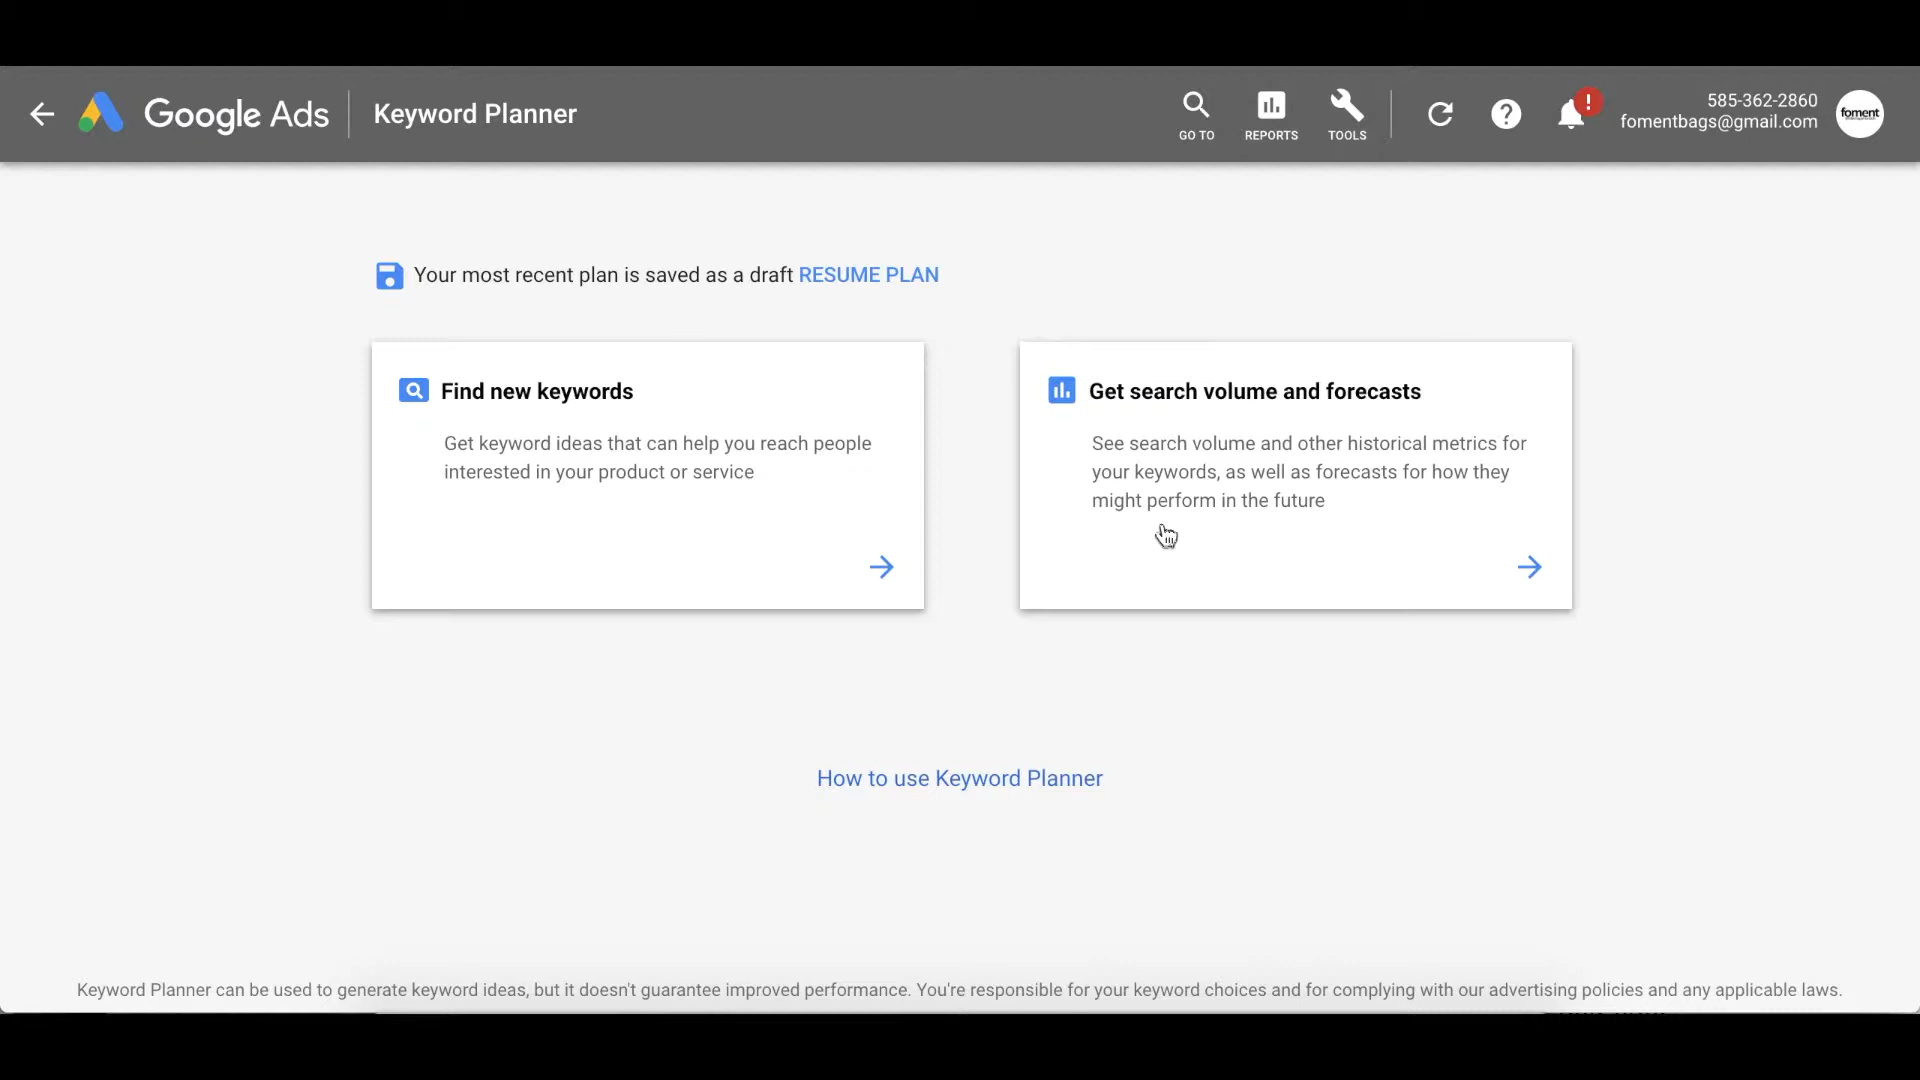 Google Ads
Keyword Planner
GO TO
REPORTS
TOOLS
!
585-362-2860
fomentbags@gmail.com
foment
Your most recent plan is saved as a draft RESUME PLAN
Find new keywords
Get keyword ideas that can help you reach people
interested in your product or service
Get search volume and forecasts
See search volume and other historical metrics for
your keywords, as well as forecasts for how they
might perform in the future
How to use Keyword Planner
Keyword Planner can be used to generate keyword ideas, but it doesn't guarantee improved performance. You're responsible for your keyword choices and for complying with our advertising policies and any applicable laws.